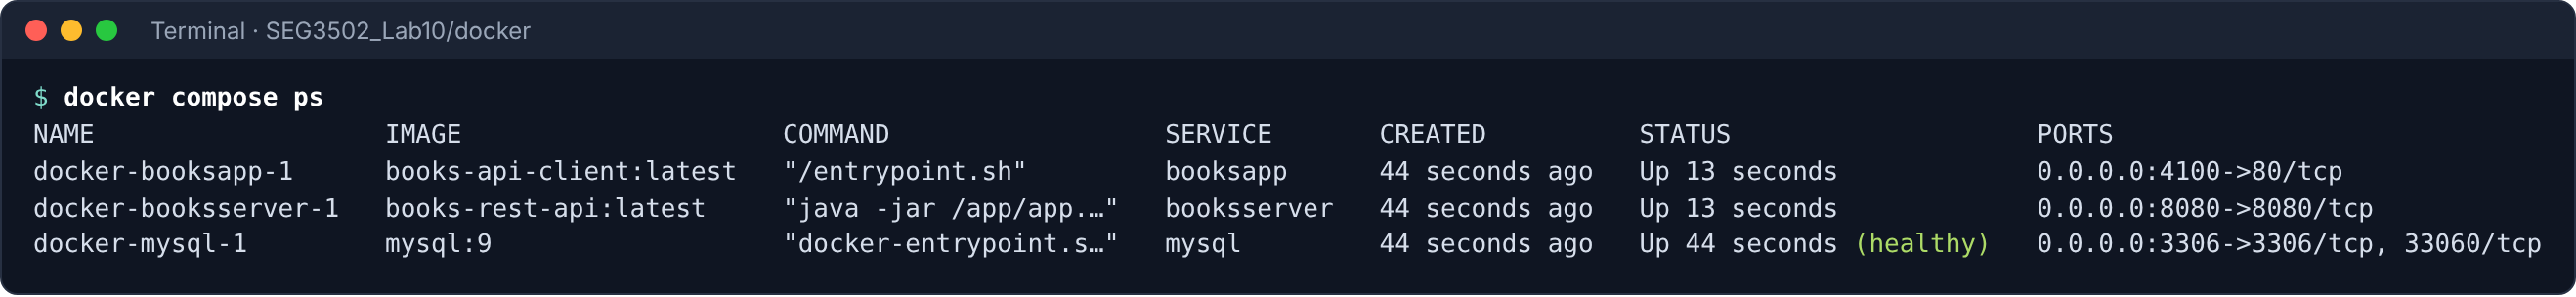 Terminal · SEG3502_Lab10/docker
$ docker compose ps
NAME                   IMAGE                     COMMAND                  SERVICE       CREATED          STATUS                    PORTS
docker-booksapp-1      books-api-client:latest   "/entrypoint.sh"         booksapp      44 seconds ago   Up 13 seconds             0.0.0.0:4100->80/tcp
docker-booksserver-1   books-rest-api:latest     "java -jar /app/app.…"   booksserver   44 seconds ago   Up 13 seconds             0.0.0.0:8080->8080/tcp
docker-mysql-1         mysql:9                   "docker-entrypoint.s…"   mysql         44 seconds ago   Up 44 seconds (healthy)   0.0.0.0:3306->3306/tcp, 33060/tcp